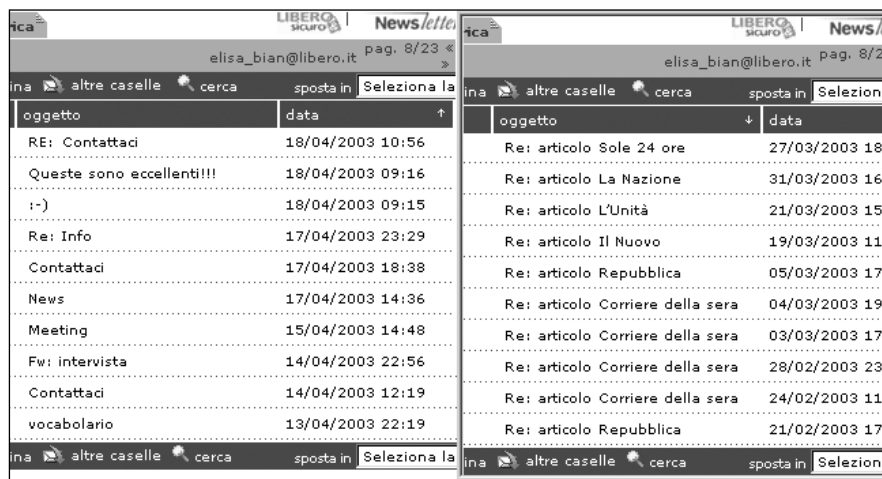 rica
LIBERO sicuro
News letter
elisa_bian@libero.it pag. 8/23 « »
ina altre caselle cerca sposta in Seleziona la
oggetto data ↑
RE: Contattaci 18/04/2003 10:56
Queste sono eccellenti!!! 18/04/2003 09:16
:-) 18/04/2003 09:15
Re: Info 17/04/2003 23:29
Contattaci 17/04/2003 18:38
News 17/04/2003 14:36
Meeting 15/04/2003 14:48
Fw: intervista 14/04/2003 22:56
Contattaci 14/04/2003 12:19
vocabolario 13/04/2003 22:19
ina altre caselle cerca sposta in Seleziona la
rica
LIBERO sicuro
News l
elisa_bian@libero.it pag. 8/2
ina altre caselle cerca sposta in Selezion
oggetto ↓ data
Re: articolo Sole 24 ore 27/03/2003 18
Re: articolo La Nazione 31/03/2003 16
Re: articolo L'Unità 21/03/2003 15
Re: articolo Il Nuovo 19/03/2003 11
Re: articolo Repubblica 05/03/2003 17
Re: articolo Corriere della sera 04/03/2003 19
Re: articolo Corriere della sera 03/03/2003 17
Re: articolo Corriere della sera 28/02/2003 23
Re: articolo Corriere della sera 24/02/2003 11
Re: articolo Repubblica 21/02/2003 17
ina altre caselle cerca sposta in Selezion